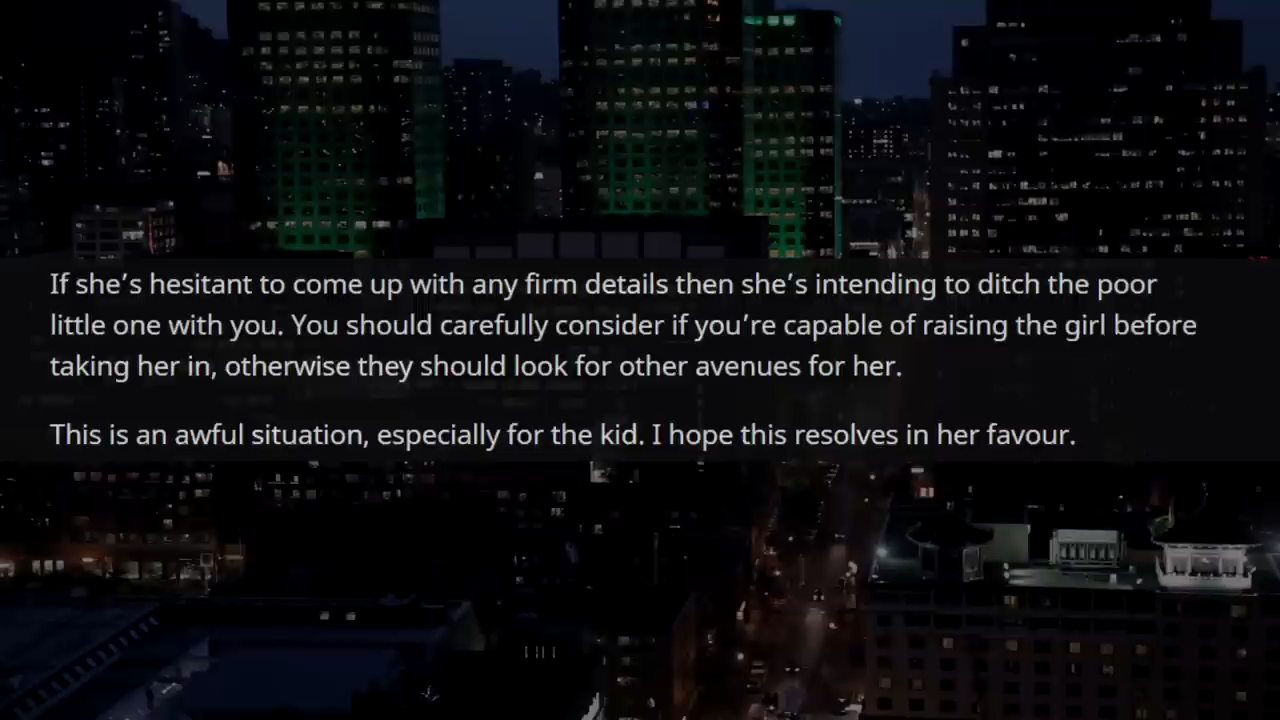 If she’s hesitant to come up with any firm details then she’s intending to ditch the poor
little one with you. You should carefully consider if you’re capable of raising the girl before
taking her in, otherwise they should look for other avenues for her.
This is an awful situation, especially for the kid. I hope this resolves in her favour.